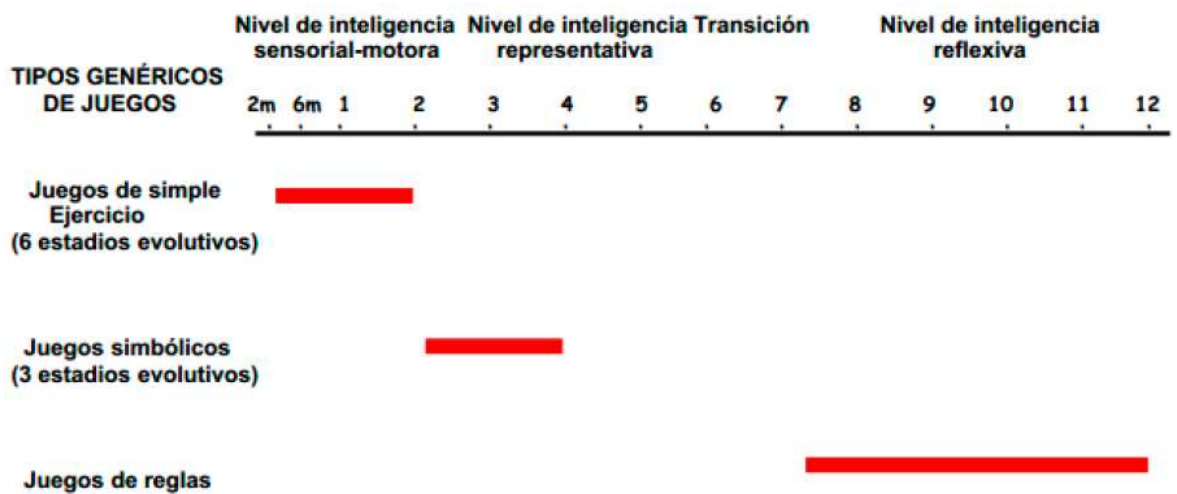 Nivel de inteligencia Nivel de inteligencia Transición Nivel de inteligencia
sensorial-motora representativa reflexiva
TIPOS GENÉRICOS
DE JUEGOS
2m 6m 1 2 3 4 5 6 7 8 9 10 11 12
Juegos de simple
Ejercicio
(6 estadios evolutivos)
Juegos simbólicos
(3 estadios evolutivos)
Juegos de reglas